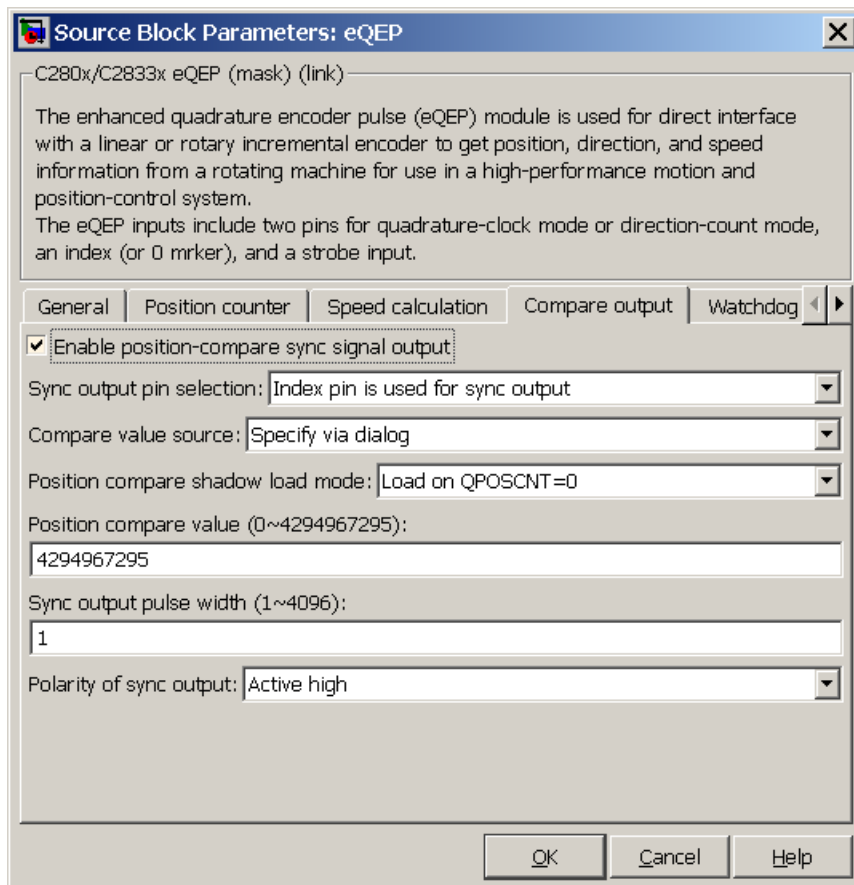 Source Block Parameters: eQEP
C280x/C2833x eQEP (mask) (link)
The enhanced quadrature encoder pulse (eQEP) module is used for direct interface
with a linear or rotary incremental encoder to get position, direction, and speed
information from a rotating machine for use in a high-performance motion and
position-control system.
The eQEP inputs include two pins for quadrature-clock mode or direction-count mode,
an index (or 0 mrker), and a strobe input.
General Position counter Speed calculation Compare output Watchdog
Enable position-compare sync signal output
Sync output pin selection: Index pin is used for sync output
Compare value source: Specify via dialog
Position compare shadow load mode: Load on QPOSCNT=0
Position compare value (0~4294967295):
4294967295
Sync output pulse width (1~4096):
1
Polarity of sync output: Active high
OK Cancel Help